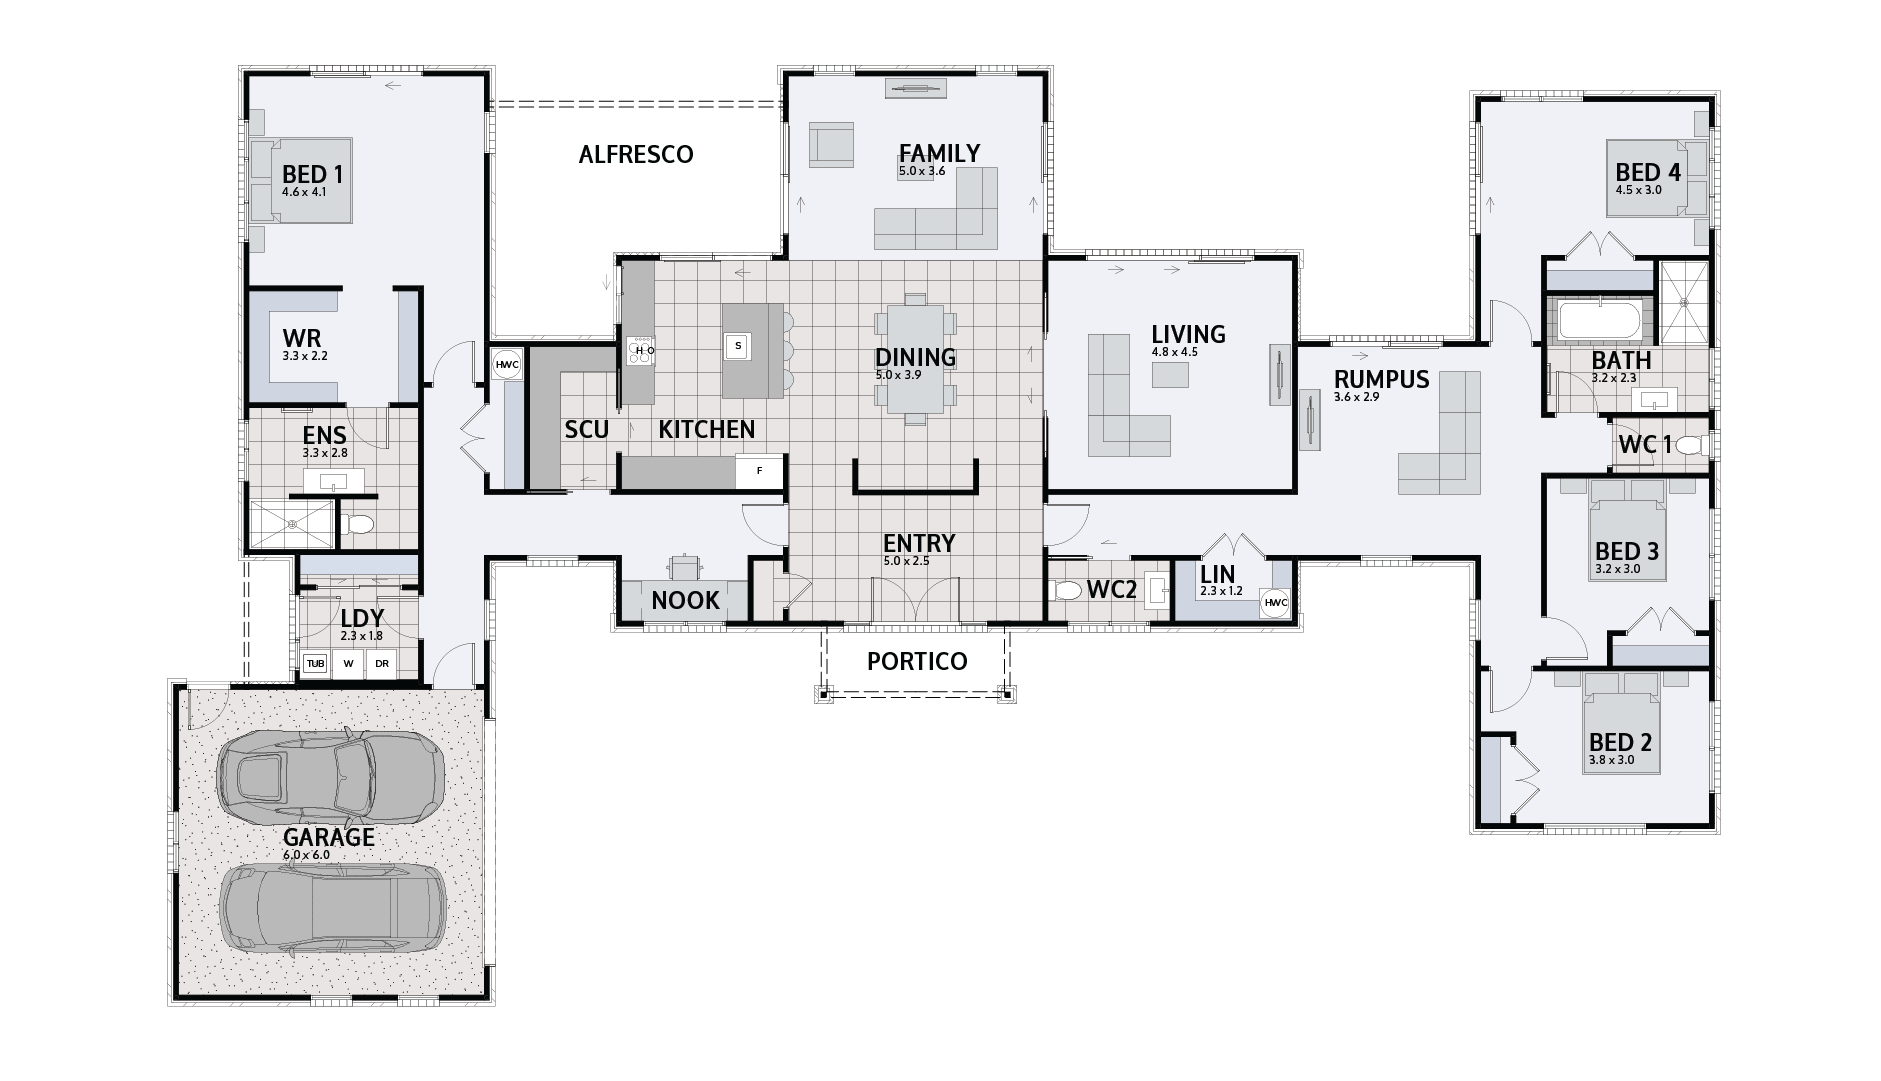 BED 1
4.6 x 4.1
ALFRESCO
FAMILY
5.0 x 3.6
BED 4
4.5 x 3.0
WR
3.3 x 2.2
HWC
H O
S
DINING
5.0 x 3.9
LIVING
4.8 x 4.5
RUMPUS
3.6 x 2.9
BATH
3.2 x 2.3
ENS
3.3 x 2.8
SCU
KITCHEN
F
WC 1
ENTRY
5.0 x 2.5
BED 3
3.2 x 3.0
NOOK
WC2
LIN
2.3 x 1.2
HWC
LDY
2.3 x 1.8
TUB
W
DR
PORTICO
BED 2
3.8 x 3.0
GARAGE
6.0 x 6.0